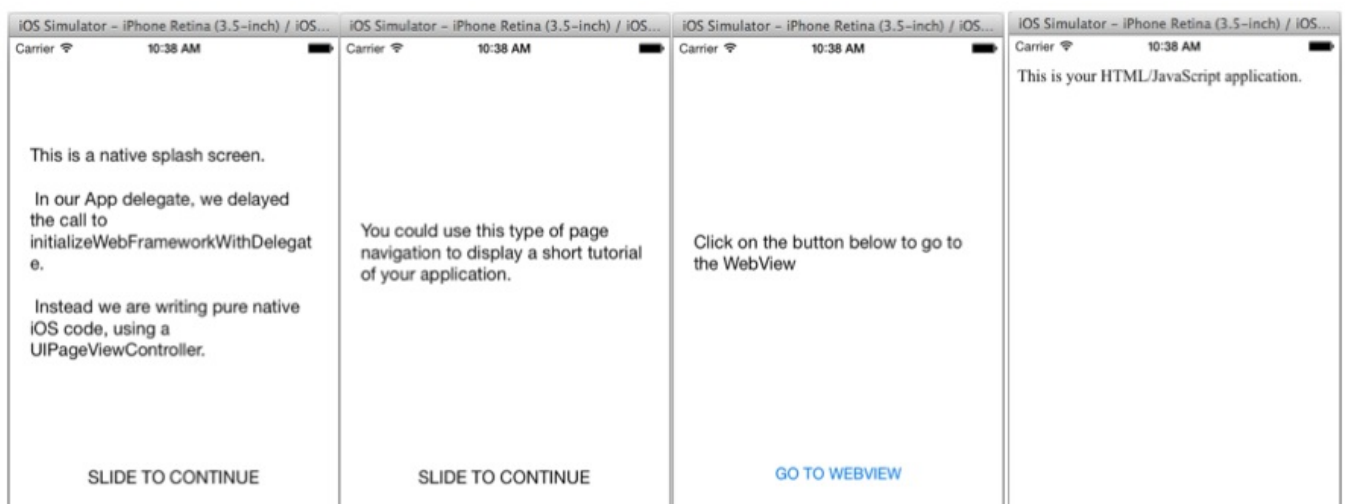 iOS Simulator – iPhone Retina (3.5–inch) / iOS...
Carrier 10:38 AM
This is a native splash screen.
In our App delegate, we delayed
the call to
initializeWebFrameworkWithDelegat
e.
Instead we are writing pure native
iOS code, using a
UIPageViewController.
SLIDE TO CONTINUE
iOS Simulator – iPhone Retina (3.5–inch) / iOS...
Carrier 10:38 AM
You could use this type of page
navigation to display a short tutorial
of your application.
SLIDE TO CONTINUE
iOS Simulator – iPhone Retina (3.5–inch) / iOS...
Carrier 10:38 AM
Click on the button below to go to
the WebView
GO TO WEBVIEW
iOS Simulator – iPhone Retina (3.5–inch) / iOS...
Carrier 10:38 AM
This is your HTML/JavaScript application.